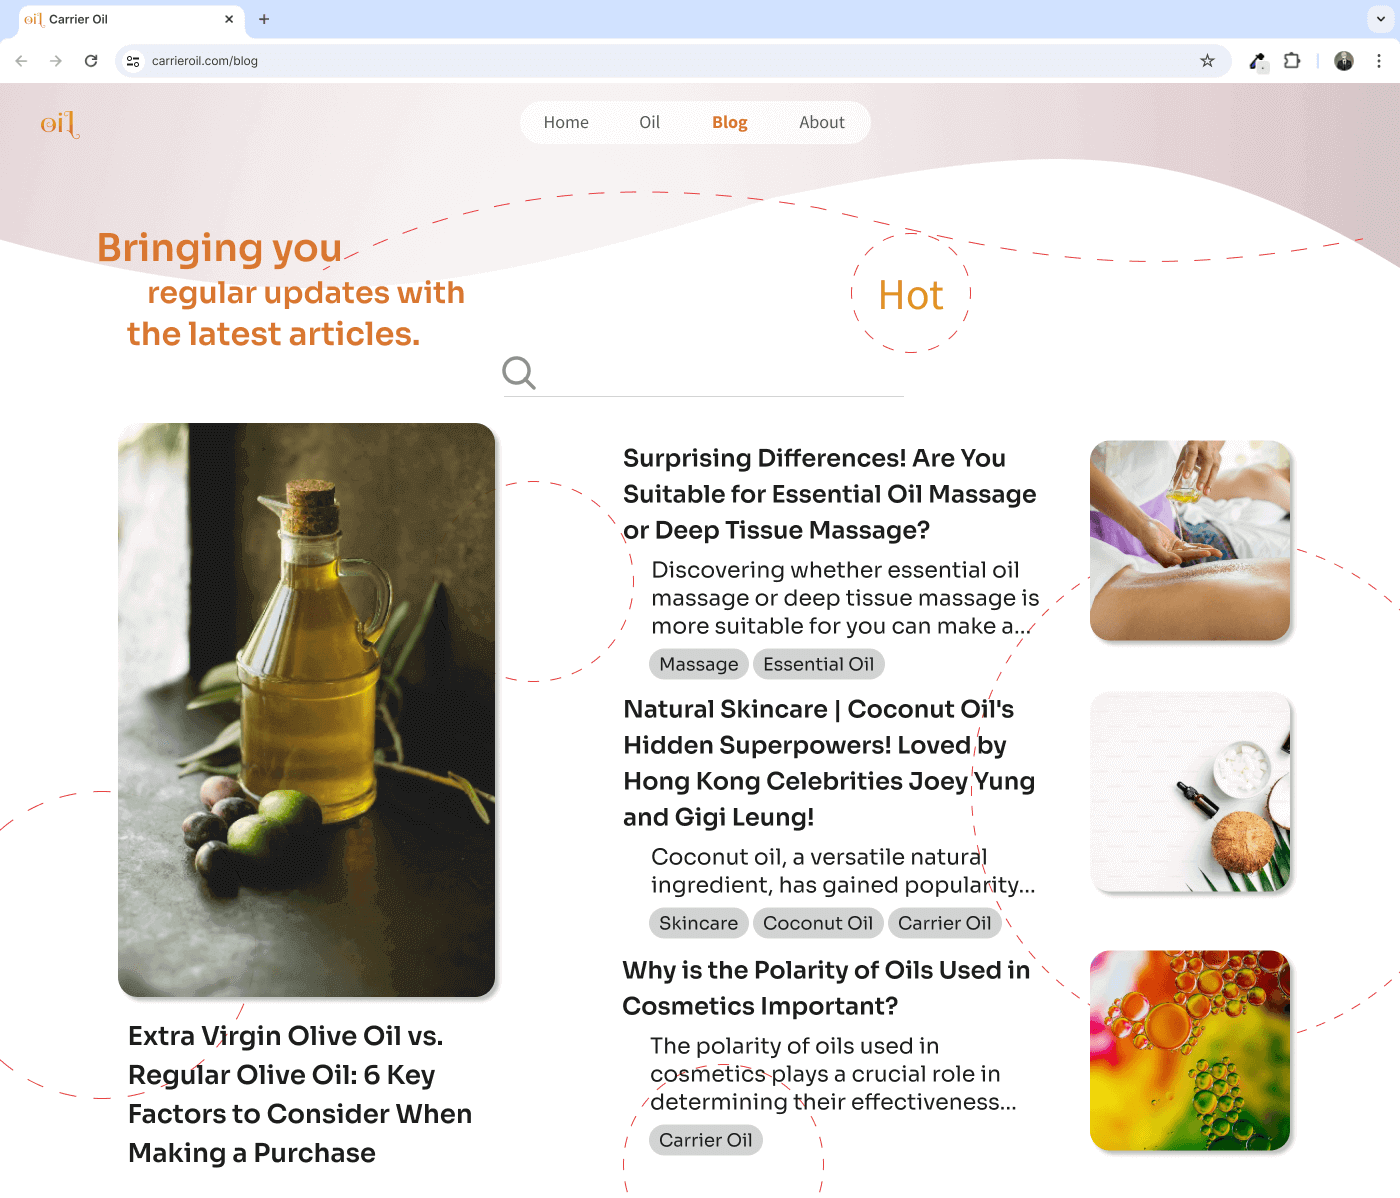 oil Carrier Oil
carrieroil.com/blog
oil
Home Oil Blog About
Bringing you
regular updates with
the latest articles.
Hot
Extra Virgin Olive Oil vs.
Regular Olive Oil: 6 Key
Factors to Consider When
Making a Purchase
Surprising Differences! Are You
Suitable for Essential Oil Massage
or Deep Tissue Massage?
Discovering whether essential oil
massage or deep tissue massage is
more suitable for you can make a...
Massage Essential Oil
Natural Skincare | Coconut Oil's
Hidden Superpowers! Loved by
Hong Kong Celebrities Joey Yung
and Gigi Leung!
Coconut oil, a versatile natural
ingredient, has gained popularity...
Skincare Coconut Oil Carrier Oil
Why is the Polarity of Oils Used in
Cosmetics Important?
The polarity of oils used in
cosmetics plays a crucial role in
determining their effectiveness...
Carrier Oil